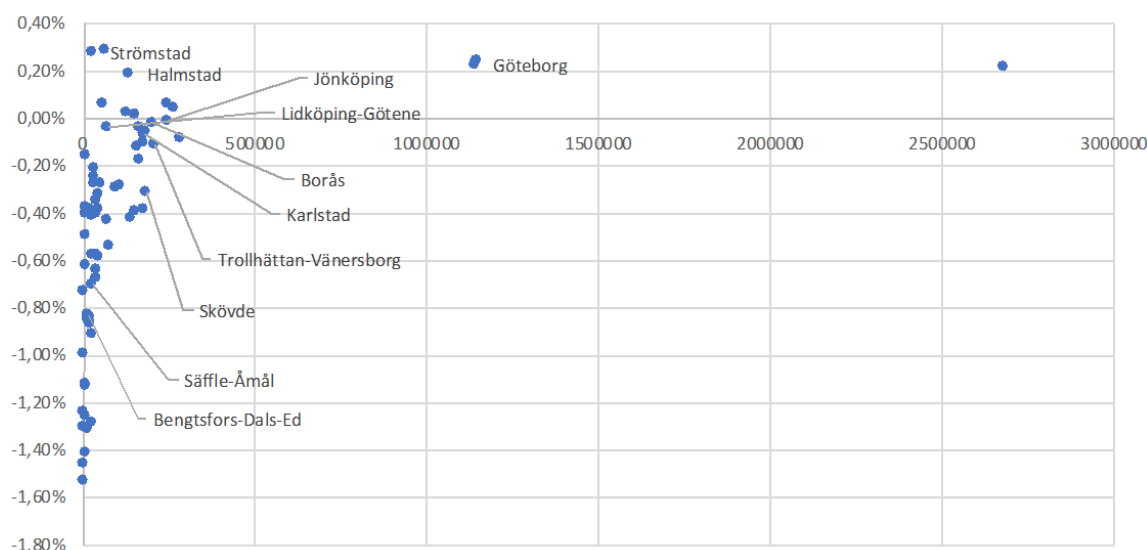 0,40%
Strömstad
Göteborg
0,20%
Halmstad
Jönköping
Lidköping-Götene
0,00%
0
500000
1000000
1500000
2000000
2500000
3000000
-0,20%
Borås
-0,40%
Karlstad
Trollhättan-Vänersborg
-0,60%
-0,80%
Skövde
-1,00%
Säffle-Åmål
-1,20%
Bengtsfors-Dals-Ed
-1,40%
-1,60%
-1,80%